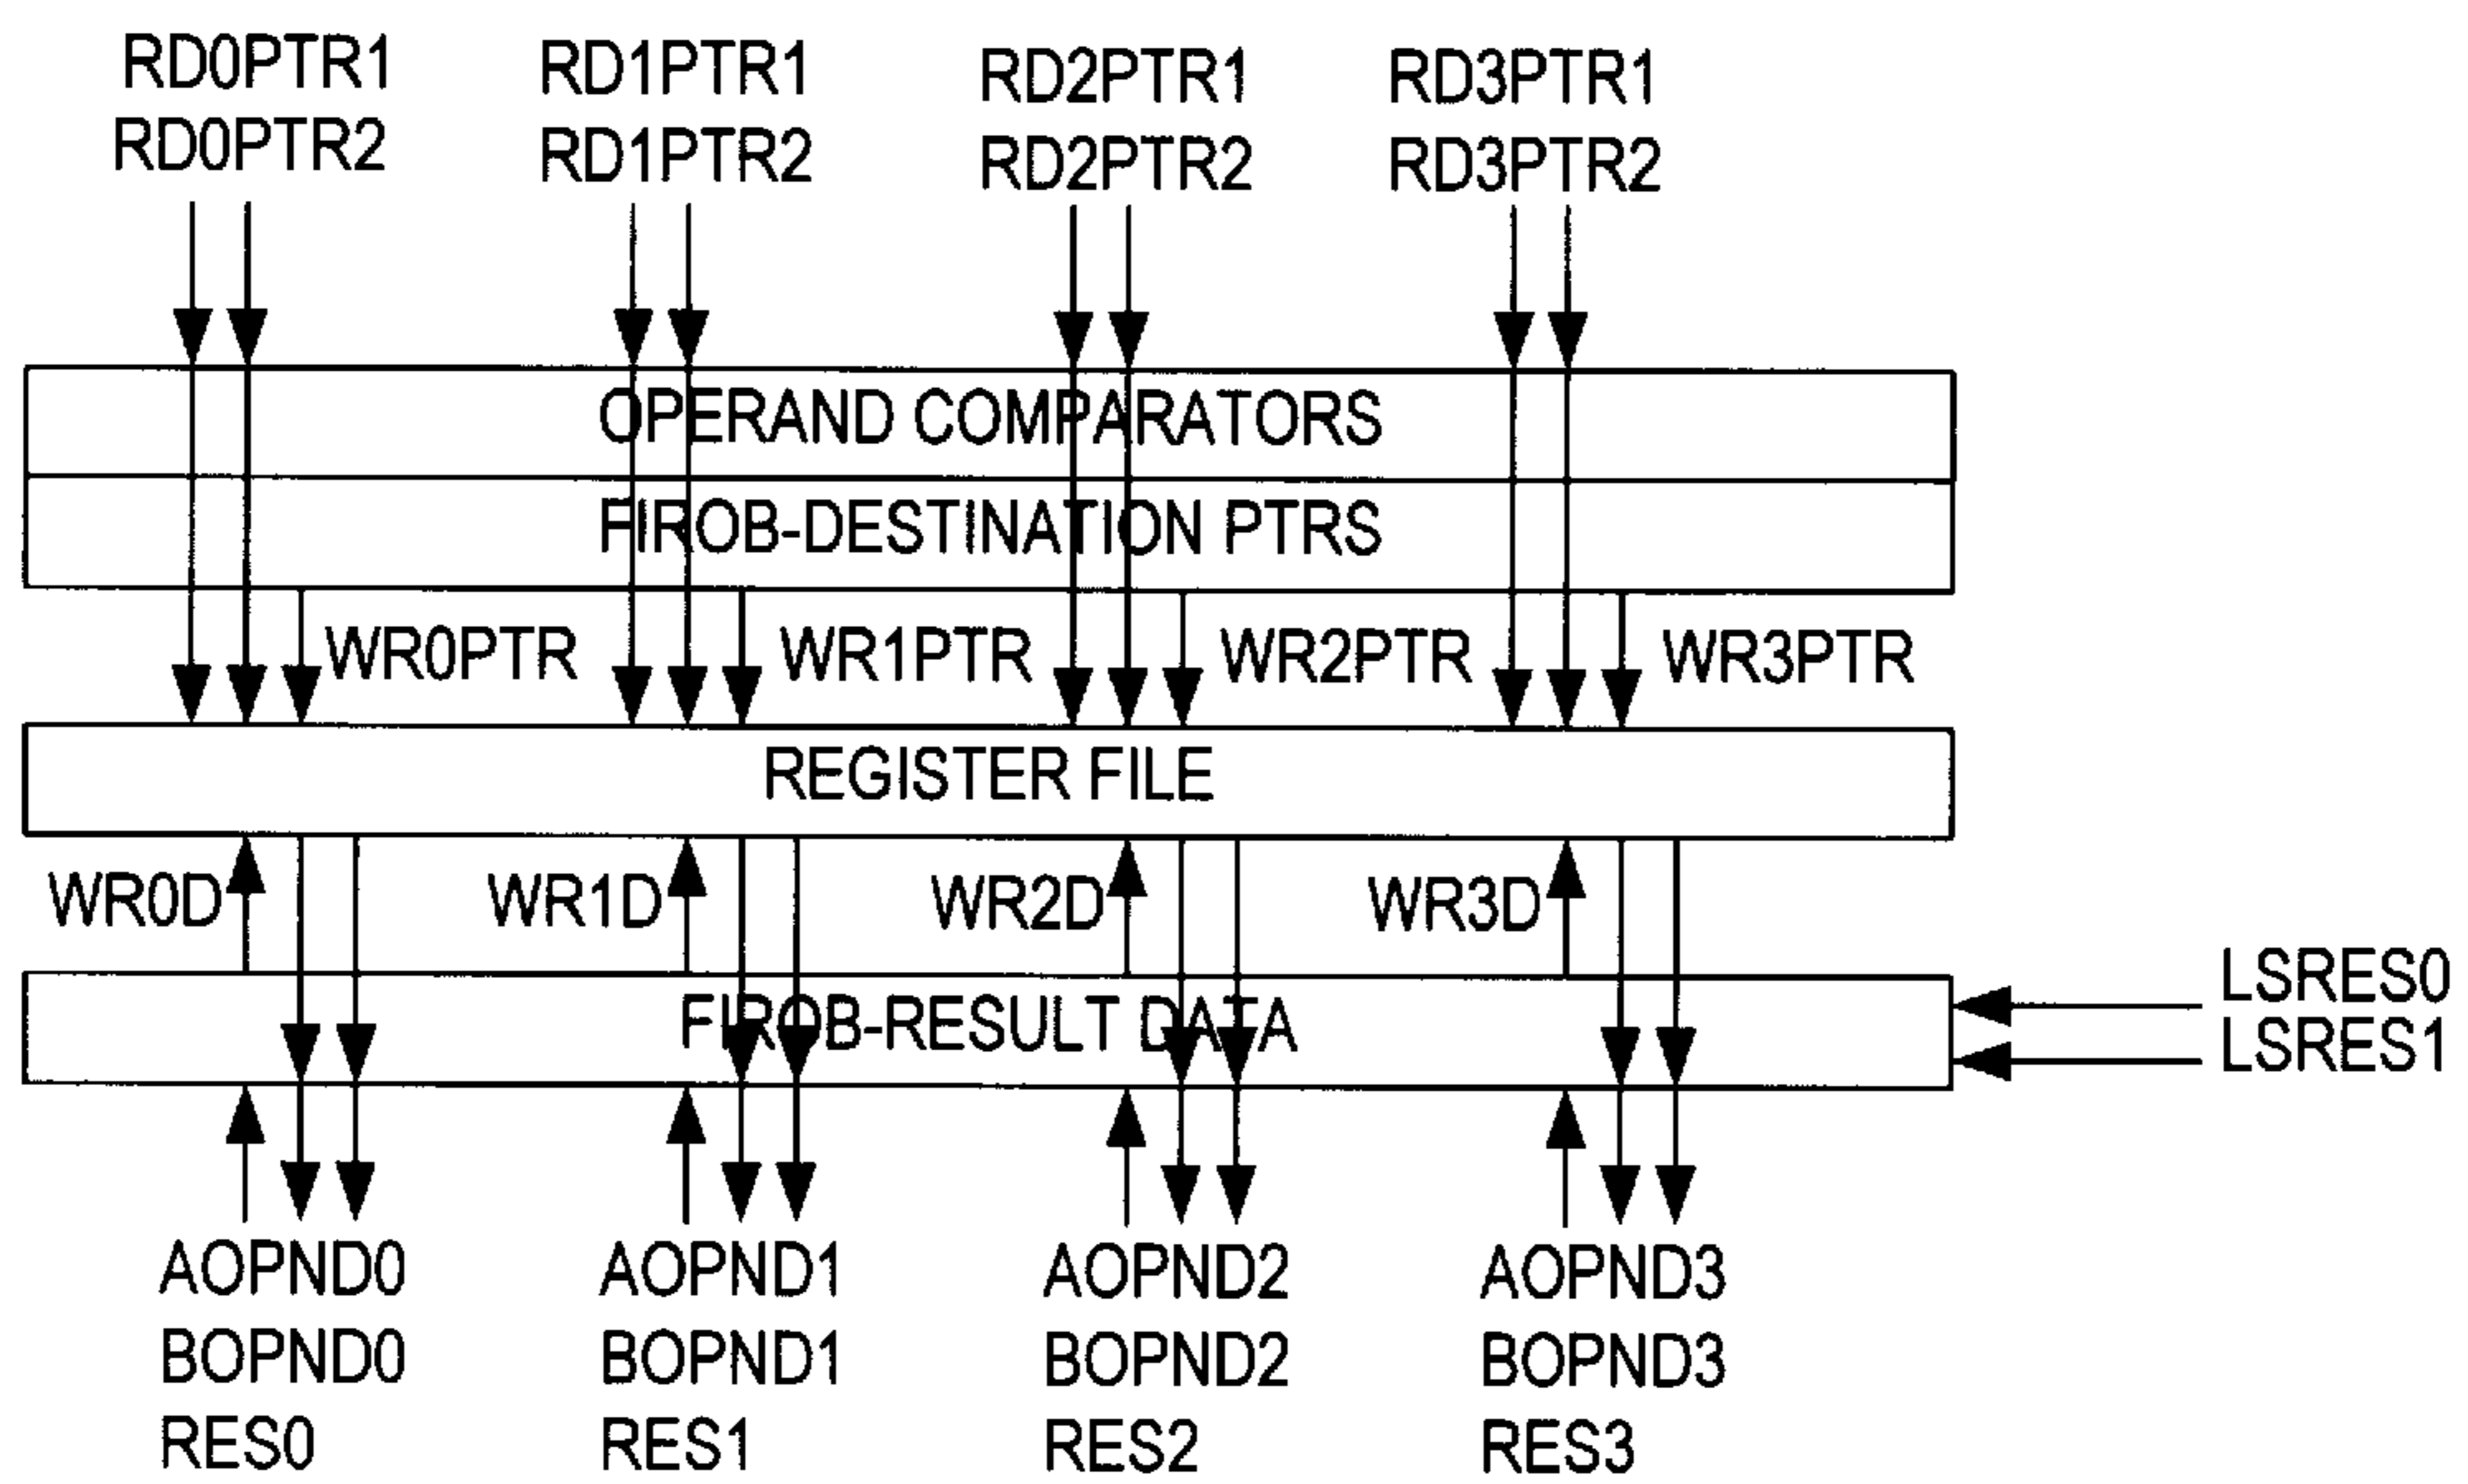 RD0PTR1 RD1PTR1 RD2PTR1 RD3PTR1
RD0PTR2 RD1PTR2 RD2PTR2 RD3PTR2
OPERAND COMPARATORS
FIROB-DESTINATION PTRS
WR0PTR WR1PTR WR2PTR WR3PTR
REGISTER FILE
WR0D WR1D WR2D WR3D
LSRES0
FIROB-RESULT DATA
LSRES1
AOPND0 AOPND1 AOPND2 AOPND3
BOPND0 BOPND1 BOPND2 BOPND3
RES0 RES1 RES2 RES3